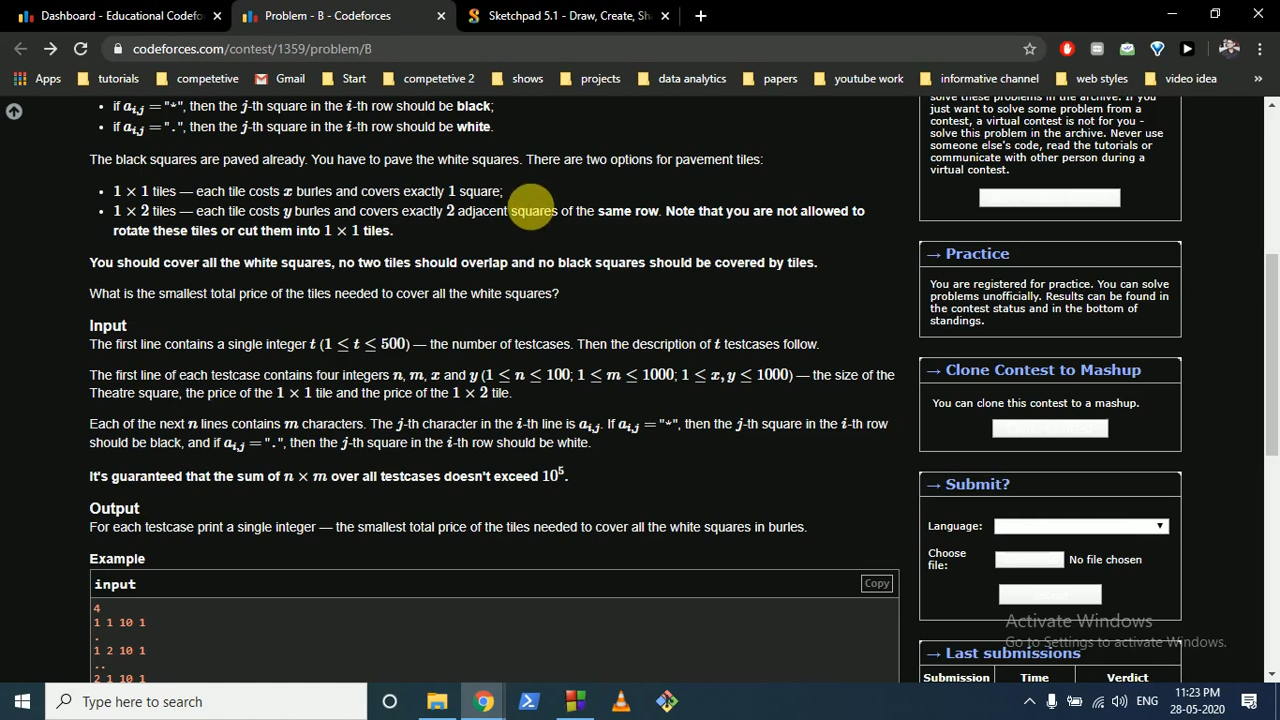 Dashboard - Educational Codefo
Problem - B - Codeforces
Sketchpad 5.1 - Draw, Create, Sha
codeforces.com/contest/1359/problem/B
Apps tutorials competetive Gmail Start competetive 2 shows projects data analytics papers youtube work informative channel web styles video idea »
• if a_{i,j} = "*", then the j-th square in the i-th row should be black;
• if a_{i,j} = ".", then the j-th square in the i-th row should be white.
The black squares are paved already. You have to pave the white squares. There are two options for pavement tiles:
• 1 × 1 tiles — each tile costs x burles and covers exactly 1 square;
• 1 × 2 tiles — each tile costs y burles and covers exactly 2 adjacent squares of the same row. Note that you are not allowed to
rotate these tiles or cut them into 1 × 1 tiles.
You should cover all the white squares, no two tiles should overlap and no black squares should be covered by tiles.
What is the smallest total price of the tiles needed to cover all the white squares?
Input
The first line contains a single integer t (1 ≤ t ≤ 500) — the number of testcases. Then the description of t testcases follow.
The first line of each testcase contains four integers n, m, x and y (1 ≤ n ≤ 100; 1 ≤ m ≤ 1000; 1 ≤ x, y ≤ 1000) — the size of the
Theatre square, the price of the 1 × 1 tile and the price of the 1 × 2 tile.
Each of the next n lines contains m characters. The j-th character in the i-th line is a_{i,j}. If a_{i,j} = "*", then the j-th square in the i-th row
should be black, and if a_{i,j} = ".", then the j-th square in the i-th row should be white.
It's guaranteed that the sum of n × m over all testcases doesn't exceed 10^5.
Output
For each testcase print a single integer — the smallest total price of the tiles needed to cover all the white squares in burles.
Example
input
Copy
4
1 1 10 1
.
1 2 10 1
..
2 1 10 1
solve these problems in the archive. If you
just want to solve some problem from a
contest, a virtual contest is not for you -
solve this problem in the archive. Never use
someone else's code, read the tutorials or
communicate with other person during a
virtual contest.
→ Practice
You are registered for practice. You can solve
problems unofficially. Results can be found in
the contest status and in the bottom of
standings.
→ Clone Contest to Mashup
You can clone this contest to a mashup.
→ Submit?
Language:
Choose
file:
No file chosen
Activate Windows
Go to Settings to activate Windows.
→ Last submissions
Submission Time Verdict
Type here to search
ENG
11:23 PM
28-05-2020